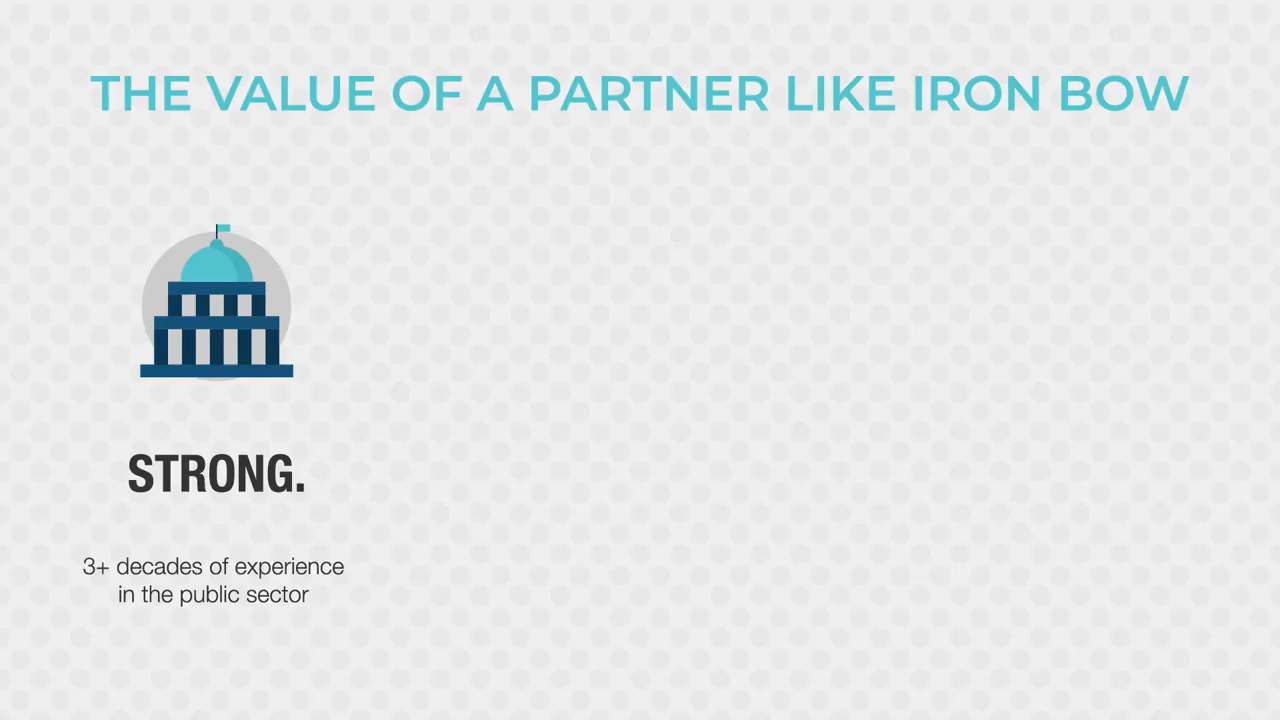 THE VALUE OF A PARTNER LIKE IRON BOW
STRONG.
3+ decades of experience
in the public sector